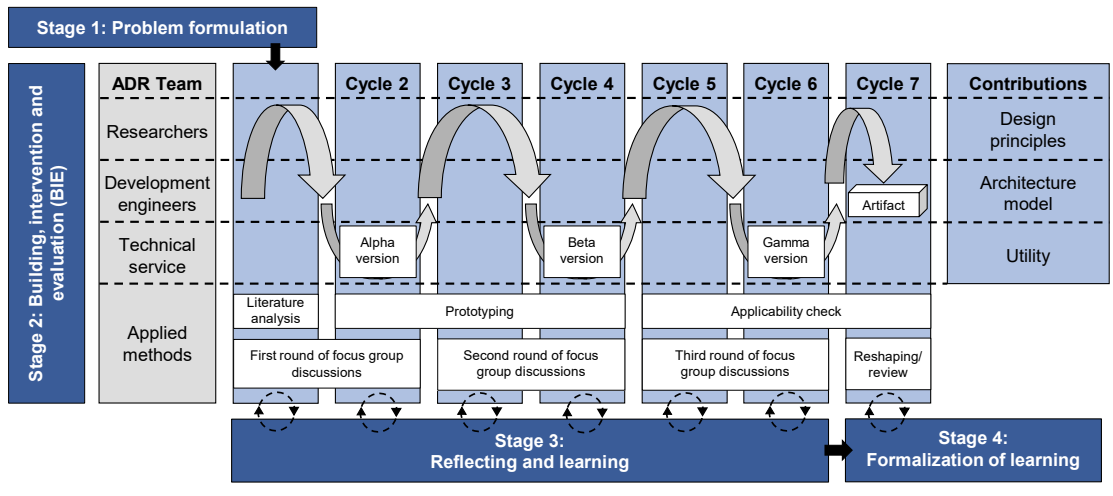 Stage 1: Problem formulation
Stage 2: Building, intervention and
evaluation (BIE)
ADR Team
Cycle 2
Cycle 3
Cycle 4
Cycle 5
Cycle 6
Cycle 7
Contributions
Researchers
Design
principles
Development
engineers
Artifact
Architecture
model
Technical
service
Alpha
version
Beta
version
Gamma
version
Utility
Applied
methods
Literature
analysis
Prototyping
Applicability check
First round of focus group
discussions
Second round of focus
group discussions
Third round of focus
group discussions
Reshaping/
review
Stage 3:
Reflecting and learning
Stage 4:
Formalization of learning